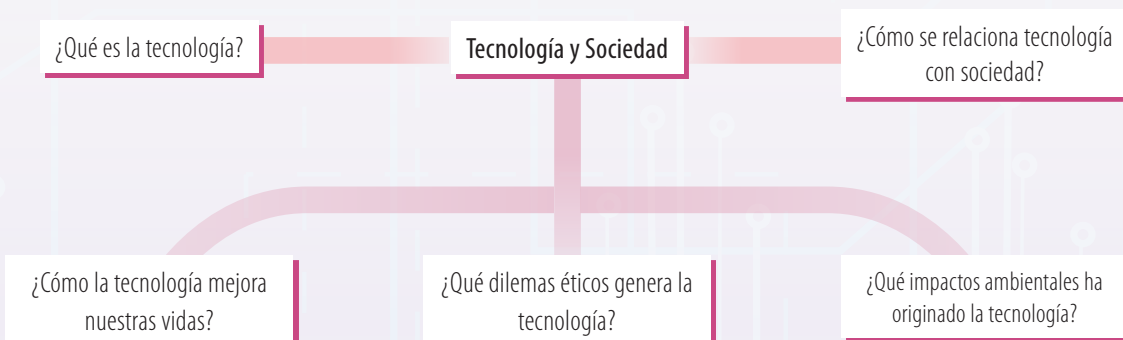 ¿Qué es la tecnología?
Tecnología y Sociedad
¿Cómo se relaciona tecnología
con sociedad?
¿Cómo la tecnología mejora
nuestras vidas?
¿Qué dilemas éticos genera la
tecnología?
¿Qué impactos ambientales ha
originado la tecnología?